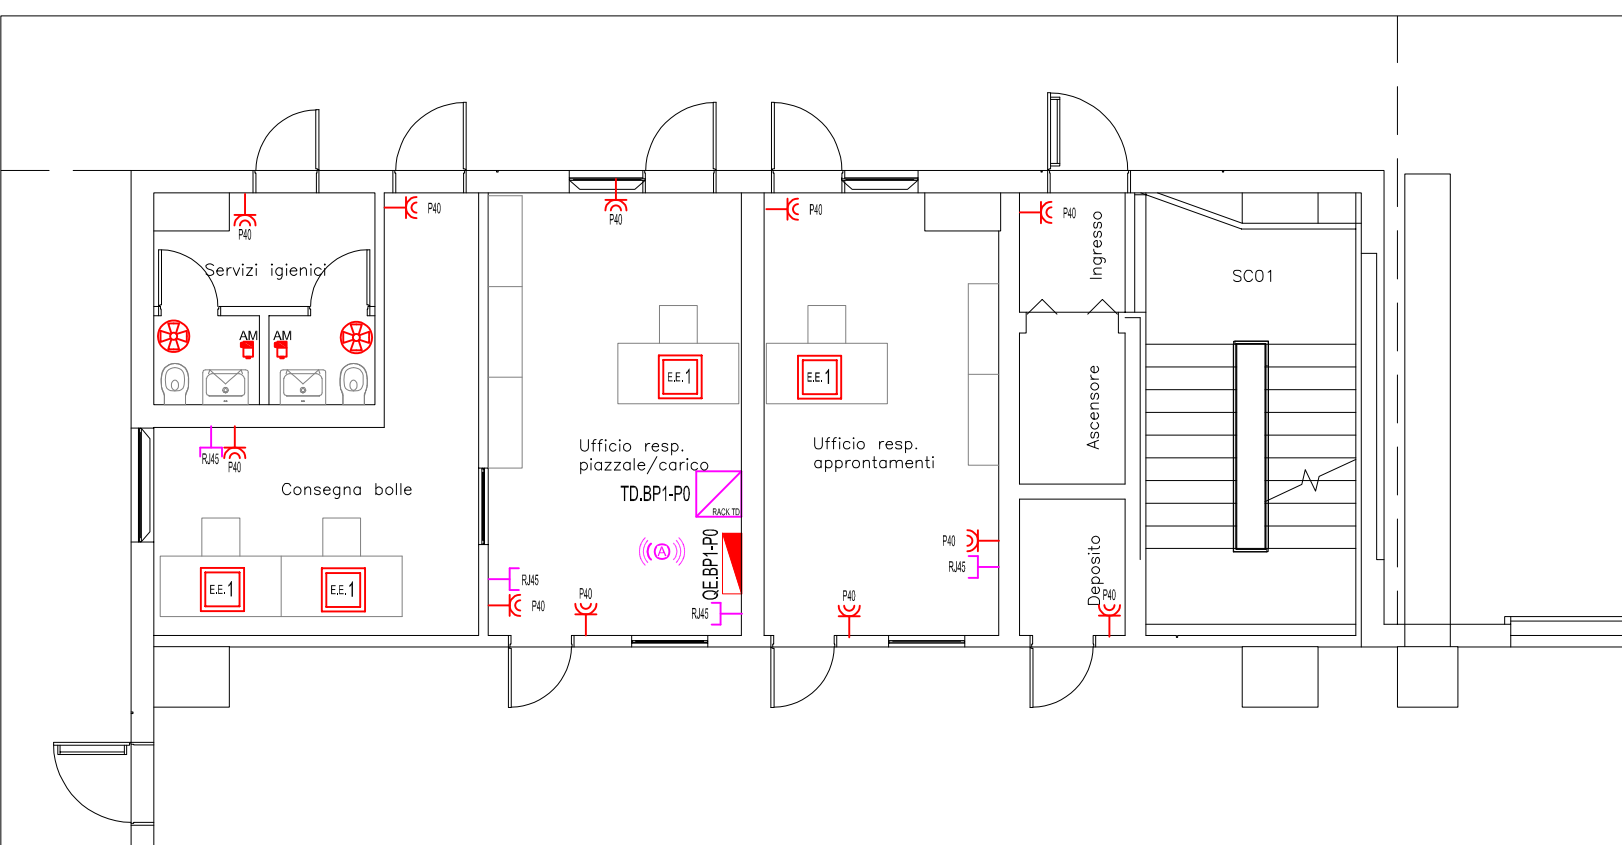 P40
P40
P40
P40
P40
Ingresso
Servizi igienici
SC01
AM
AM
E.E.1
E.E.1
Ascensore
Ufficio resp.
piazzale/carico
Ufficio resp.
approntamenti
RJ45
P40
Consegna bolle
TD.BP1-P0
RACK TD
A
QE.BP1-P0
P40
RJ45
Deposito
E.E.1
E.E.1
RJ45
P40
P40
RJ45
P40
P40